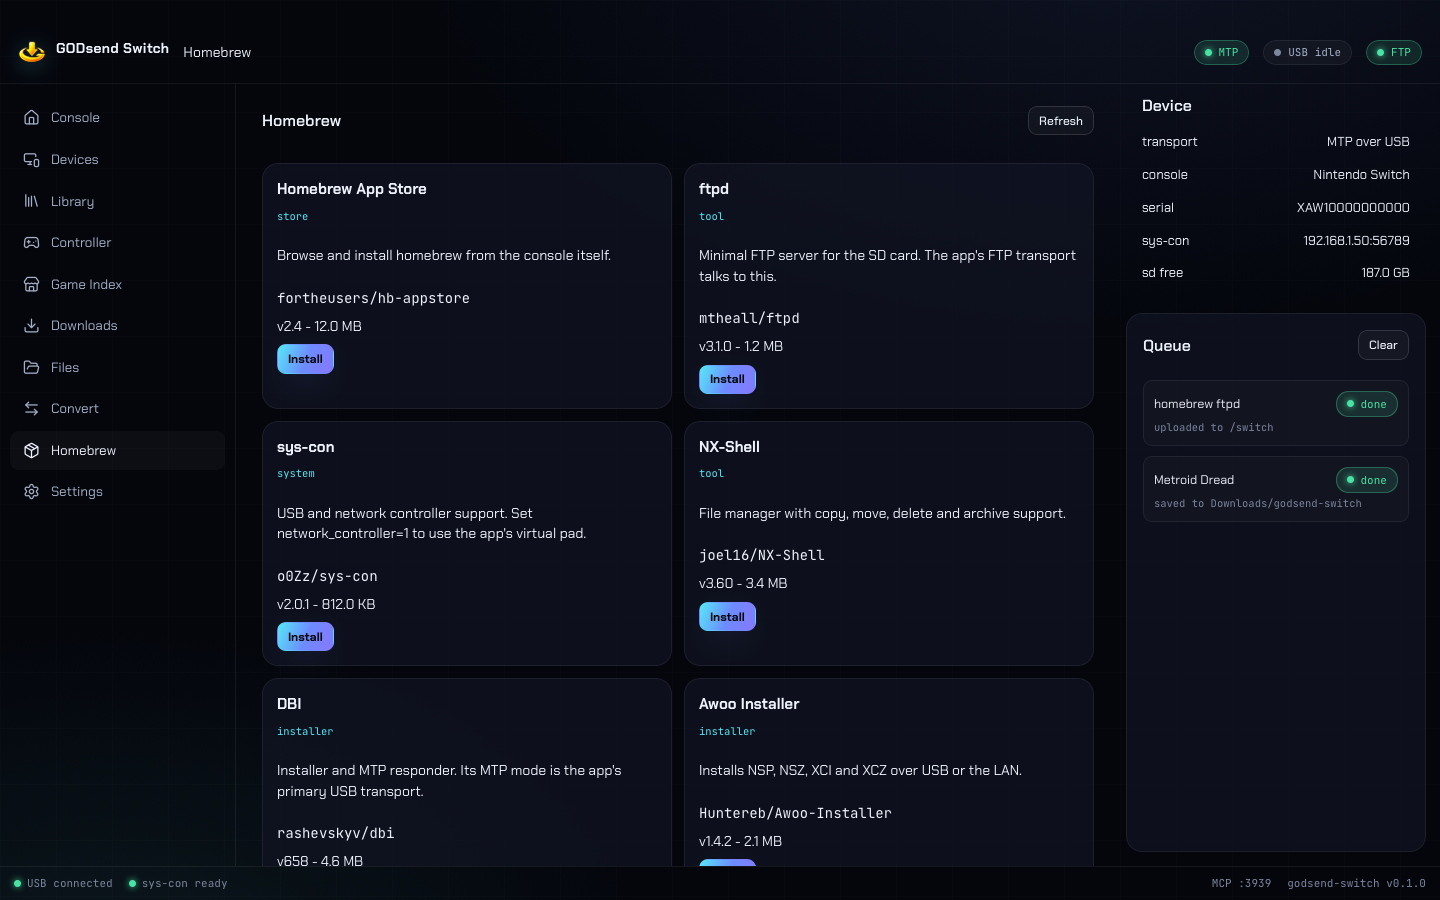 GODsend Switch
Homebrew
MTP
USB idle
FTP
Console
Devices
Library
Controller
Game Index
Downloads
Files
Convert
Homebrew
Settings
Homebrew
Refresh
Homebrew App Store
store
Browse and install homebrew from the console itself.
fortheusers/hb-appstore
v2.4 - 12.0 MB
Install
ftpd
tool
Minimal FTP server for the SD card. The app's FTP transport
talks to this.
mtheall/ftpd
v3.1.0 - 1.2 MB
Install
sys-con
system
USB and network controller support. Set
network_controller=1 to use the app's virtual pad.
o0Zz/sys-con
v2.0.1 - 812.0 KB
Install
NX-Shell
tool
File manager with copy, move, delete and archive support.
joel16/NX-Shell
v3.60 - 3.4 MB
Install
DBI
installer
Installer and MTP responder. Its MTP mode is the app's
primary USB transport.
rashevskyv/dbi
v658 - 4.6 MB
Awoo Installer
installer
Installs NSP, NSZ, XCI and XCZ over USB or the LAN.
Huntereb/Awoo-Installer
v1.4.2 - 2.1 MB
Device
transport MTP over USB
console Nintendo Switch
serial XAW10000000000
sys-con 192.168.1.50:56789
sd free 187.0 GB
Queue
Clear
homebrew ftpd
done
uploaded to /switch
Metroid Dread
done
saved to Downloads/godsend-switch
USB connected
sys-con ready
MCP :3939
godsend-switch v0.1.0